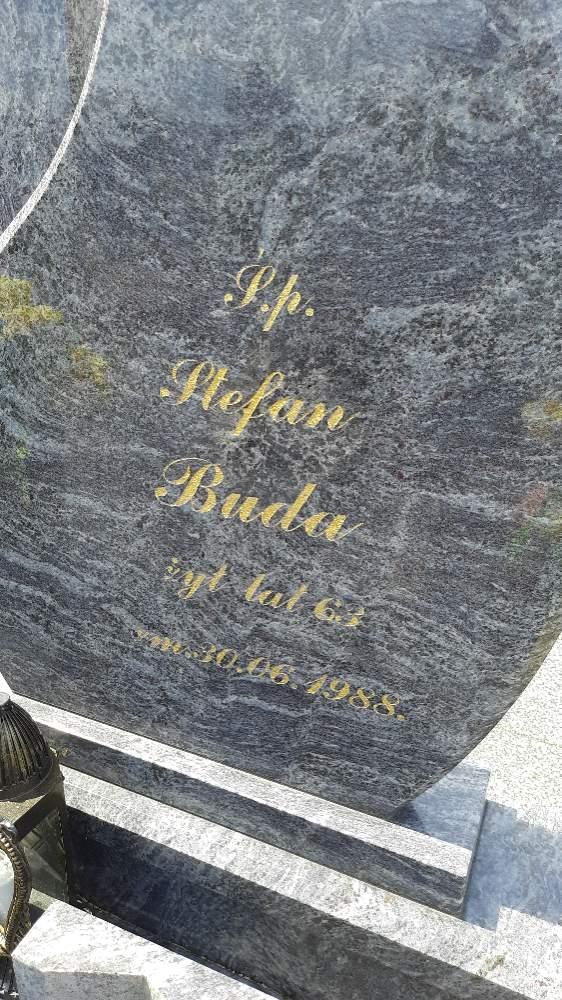 Ś.p.
Stefan
Buda
żył lat 63
zm. 30.06.1988.